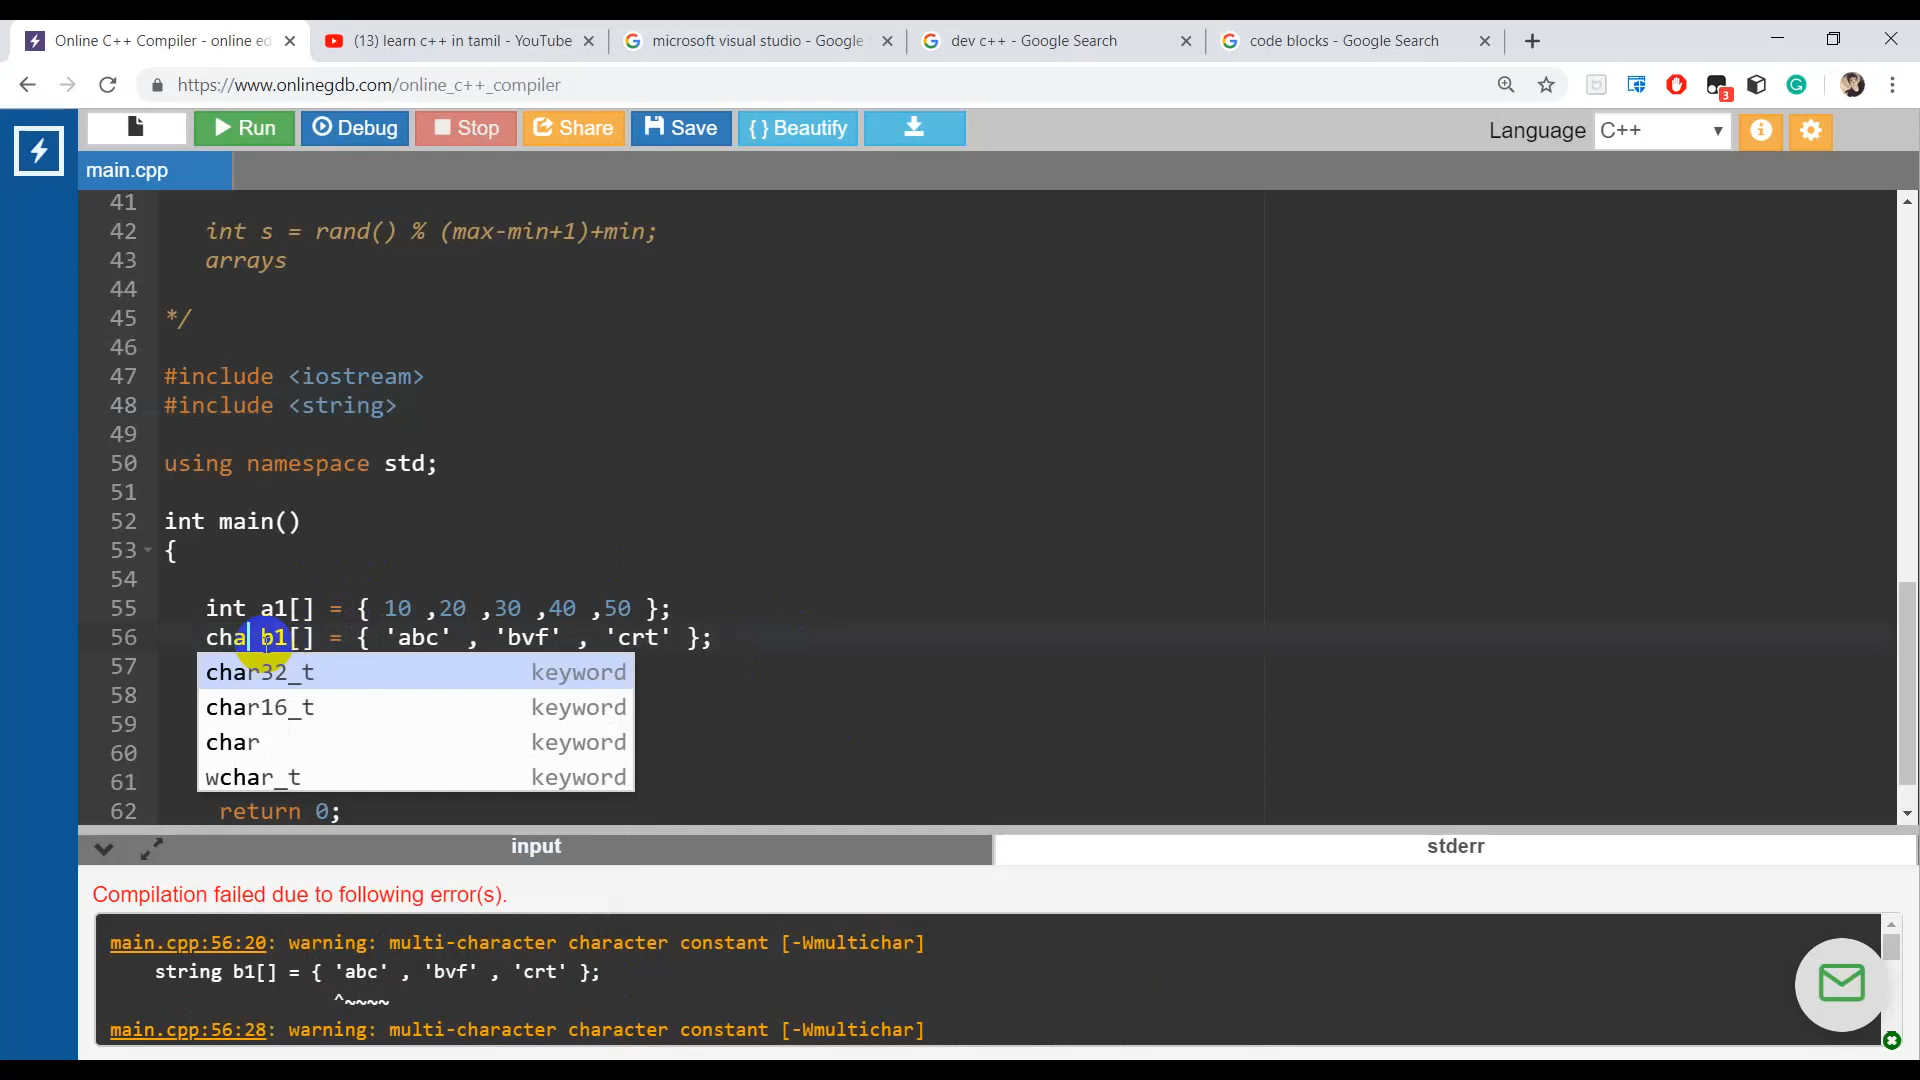 Online C++ Compiler - online ed
(13) learn c++ in tamil - YouTube
microsoft visual studio - Google
dev c++ - Google Search
code blocks - Google Search
https://www.onlinegdb.com/online_c++_compiler
3
Run
Debug
Stop
Share
Save
{ } Beautify
Language
C++
main.cpp
41
42 int s = rand() % (max-min+1)+min;
43 arrays
44
45 */
46
47 #include <iostream>
48 #include <string>
49
50 using namespace std;
51
52 int main()
53 {
54
55 int a1[] = { 10 ,20 ,30 ,40 ,50 };
56 cha b1[] = { 'abc' , 'bvf' , 'crt' };
57
char32_t keyword
58
char16_t keyword
59
char keyword
60
wchar_t keyword
61
62 return 0;
input
stderr
Compilation failed due to following error(s).
main.cpp:56:20: warning: multi-character character constant [-Wmultichar]
string b1[] = { 'abc' , 'bvf' , 'crt' };
^~~~~
main.cpp:56:28: warning: multi-character character constant [-Wmultichar]